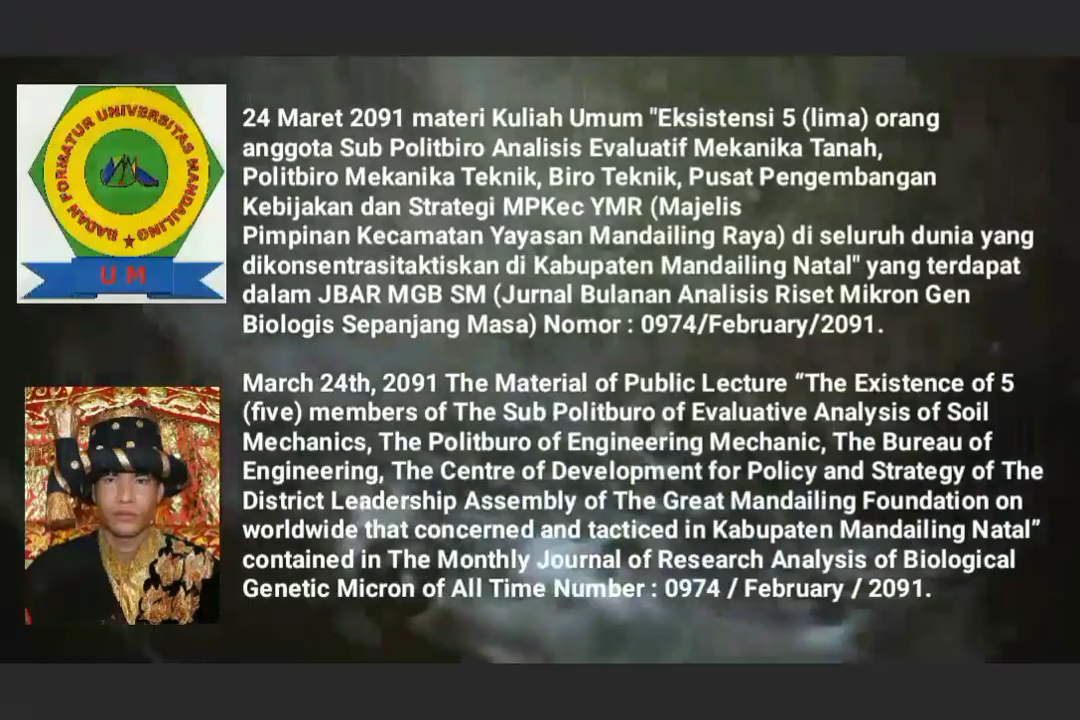 BADAN FORMATUR UNIVERSITAS MANDAILING
U M
24 Maret 2091 materi Kuliah Umum "Eksistensi 5 (lima) orang
anggota Sub Politbiro Analisis Evaluatif Mekanika Tanah,
Politbiro Mekanika Teknik, Biro Teknik, Pusat Pengembangan
Kebijakan dan Strategi MPKec YMR (Majelis
Pimpinan Kecamatan Yayasan Mandailing Raya) di seluruh dunia yang
dikonsentrasitaktiskan di Kabupaten Mandailing Natal" yang terdapat
dalam JBAR MGB SM (Jurnal Bulanan Analisis Riset Mikron Gen
Biologis Sepanjang Masa) Nomor : 0974/February/2091.
March 24th, 2091 The Material of Public Lecture “The Existence of 5
(five) members of The Sub Politburo of Evaluative Analysis of Soil
Mechanics, The Politburo of Engineering Mechanic, The Bureau of
Engineering, The Centre of Development for Policy and Strategy of The
District Leadership Assembly of The Great Mandailing Foundation on
worldwide that concerned and tacticed in Kabupaten Mandailing Natal”
contained in The Monthly Journal of Research Analysis of Biological
Genetic Micron of All Time Number : 0974 / February / 2091.